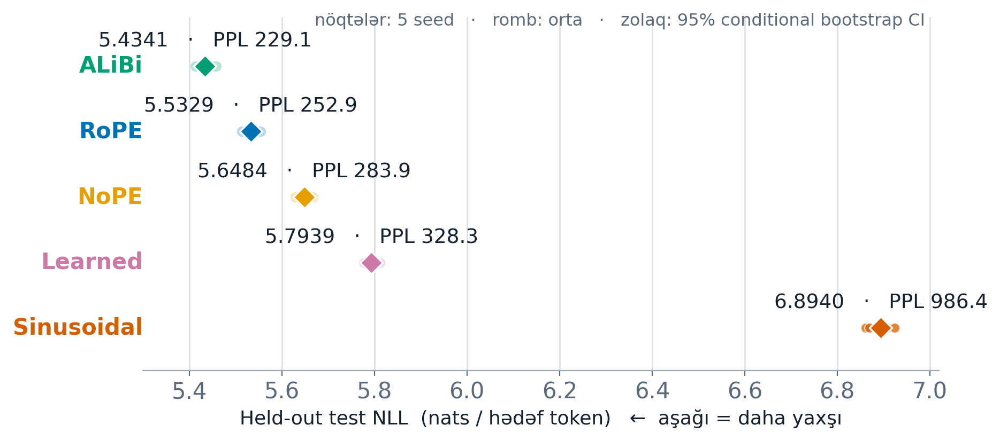 nöqtələr: 5 seed · romb: orta · zolaq: 95% conditional bootstrap CI
5.4341 · PPL 229.1
ALiBi
5.5329 · PPL 252.9
RoPE
5.6484 · PPL 283.9
NoPE
5.7939 · PPL 328.3
Learned
6.8940 · PPL 986.4
Sinusoidal
5.4 5.6 5.8 6.0 6.2 6.4 6.6 6.8 7.0
Held-out test NLL (nats / hədəf token) ← aşağı = daha yaxşı